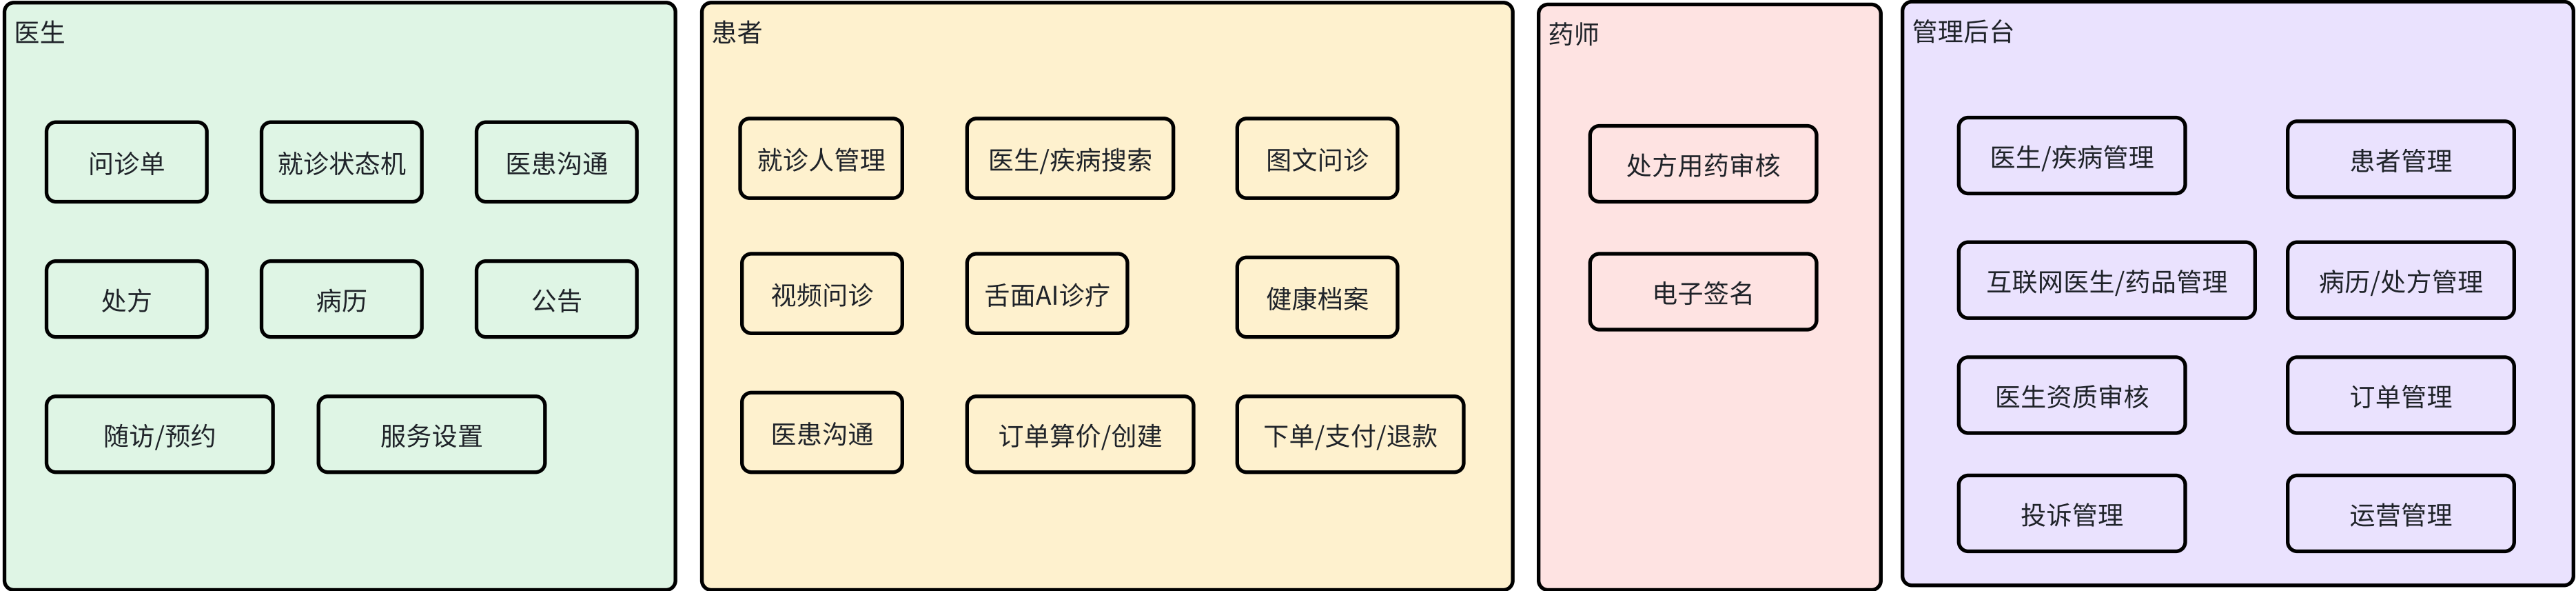 医生
问诊单
就诊状态机
医患沟通
处方
病历
公告
随访/预约
服务设置
患者
就诊人管理
医生/疾病搜索
图文问诊
视频问诊
舌面AI诊疗
健康档案
医患沟通
订单算价/创建
下单/支付/退款
药师
处方用药审核
电子签名
管理后台
医生/疾病管理
患者管理
互联网医生/药品管理
病历/处方管理
医生资质审核
订单管理
投诉管理
运营管理